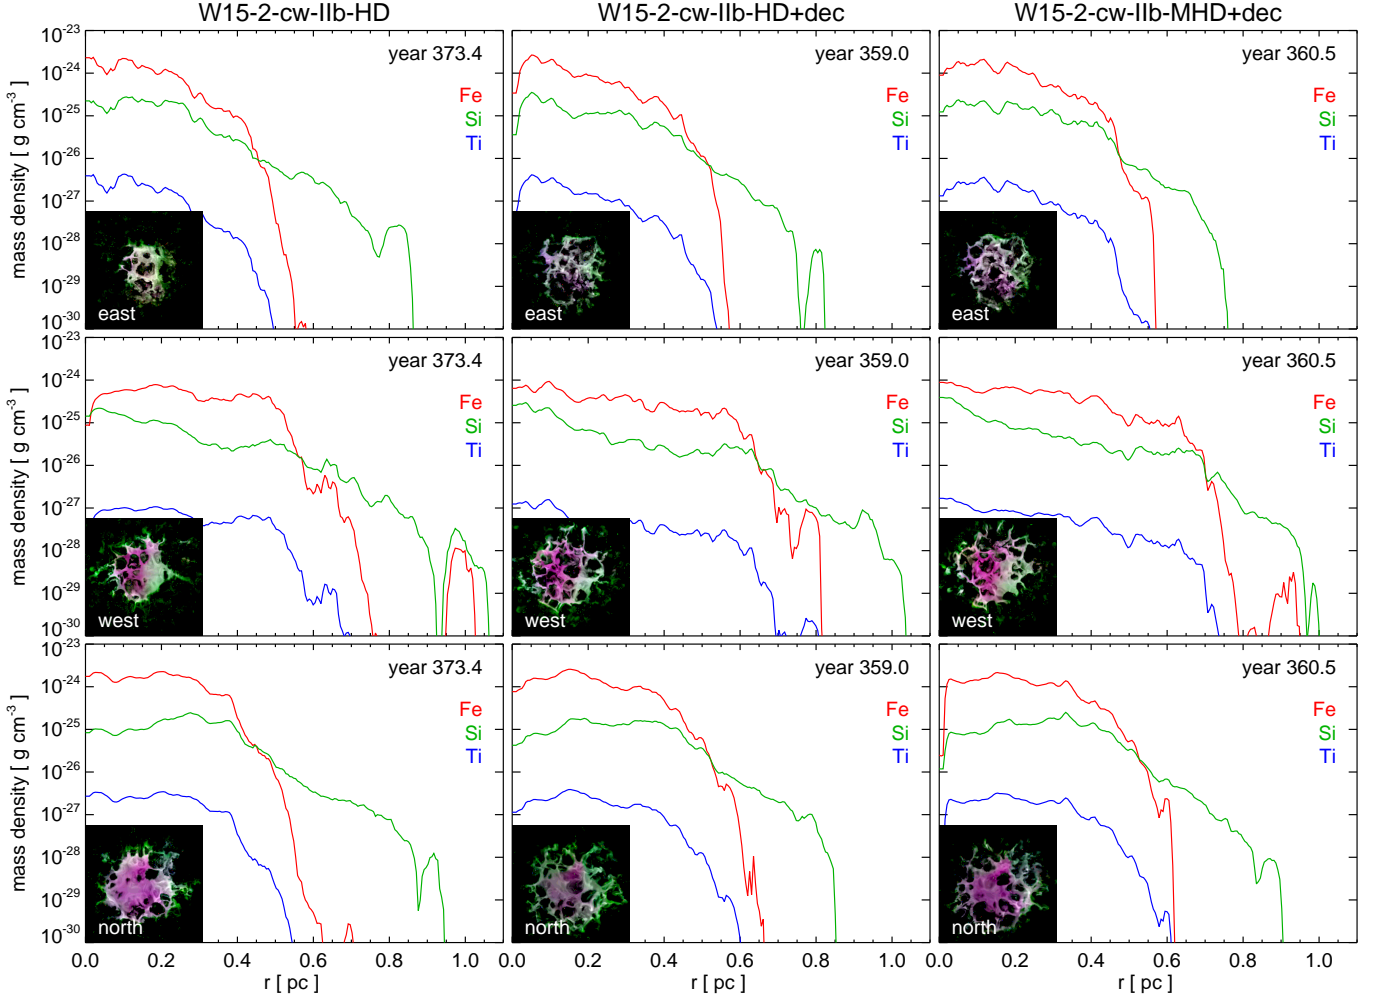 W15-2-cw-IIb-HD W15-2-cw-IIb-HD+dec W15-2-cw-IIb-MHD+dec
mass density [ g cm⁻³ ]
10⁻²³
10⁻²⁴
10⁻²⁵
10⁻²⁶
10⁻²⁷
10⁻²⁸
10⁻²⁹
10⁻³⁰
year 373.4
Fe
Si
Ti
east
year 359.0
Fe
Si
Ti
east
year 360.5
Fe
Si
Ti
east
mass density [ g cm⁻³ ]
10⁻²³
10⁻²⁴
10⁻²⁵
10⁻²⁶
10⁻²⁷
10⁻²⁸
10⁻²⁹
10⁻³⁰
year 373.4
Fe
Si
Ti
west
year 359.0
Fe
Si
Ti
west
year 360.5
Fe
Si
Ti
west
mass density [ g cm⁻³ ]
10⁻²³
10⁻²⁴
10⁻²⁵
10⁻²⁶
10⁻²⁷
10⁻²⁸
10⁻²⁹
10⁻³⁰
year 373.4
Fe
Si
Ti
north
year 359.0
Fe
Si
Ti
north
year 360.5
Fe
Si
Ti
north
0.0 0.2 0.4 0.6 0.8 1.0 0.0 0.2 0.4 0.6 0.8 1.0 0.0 0.2 0.4 0.6 0.8 1.0
r [ pc ] r [ pc ] r [ pc ]